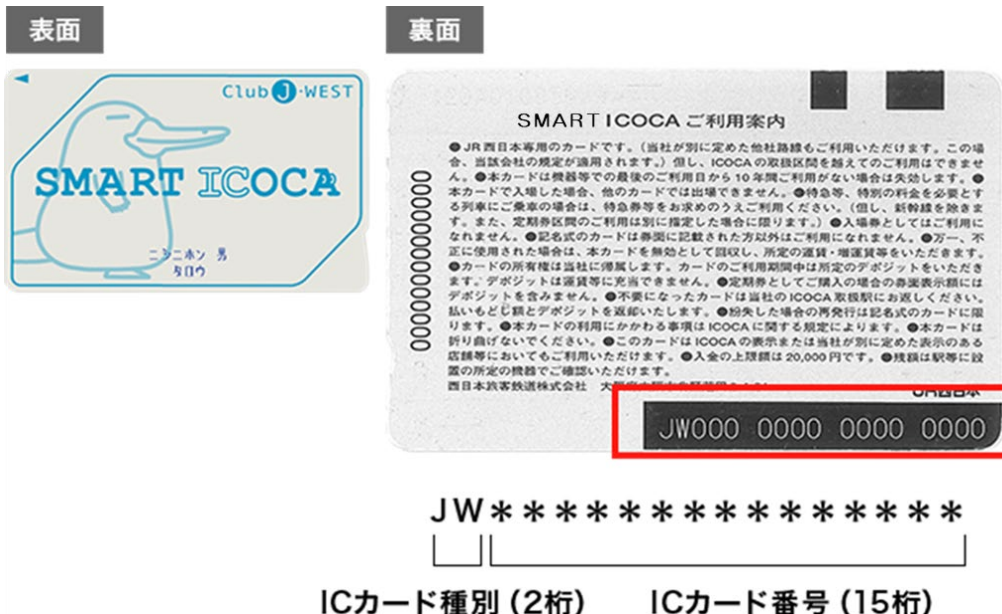 表面
裏面
Club J-WEST
SMART ICOCA
ニシニホン 男
タロウ
SMART ICOCA ご利用案内
●JR西日本専用のカードです。(当社が別に定めた他社路線もご利用いただけます。この場
合、当該会社の規定が適用されます。)但し、ICOCAの取扱区間を越えてのご利用はできませ
ん。●本カードは機器等での最後のご利用日から10年間ご利用がない場合は失効します。●
本カードで入場した場合、他のカードでは出場できません。●特急等、特別の料金を必要とす
る列車にご乗車の場合は、特急券等をお求めのうえご利用ください。(但し、新幹線を除きま
す。また、定期券区間のご利用は別に指定した場合に限ります。)●入場券としてはご利用に
なれません。●記名式のカードは券面に記載された方以外はご利用になれません。●万一、不
正に使用された場合は、本カードを無効として回収し、所定の運賃・増運賃等をいただきます。
●カードの所有権は当社に帰属します。カードのご利用期間中は所定のデポジットをいただき
ます。デポジットは運賃等に充当できません。●定期券としてご購入の場合の券面表示額には
デポジットを含みません。●不要になったカードは当社のICOCA取扱駅にお返しください。
払いもどし額とデポジットを返却いたします。●紛失した場合の再発行は記名式のカードに限
ります。●本カードの利用にかかわる事項はICOCAに関する規定によります。●本カードは
折り曲げないでください。●このカードはICOCAの表示または当社が別に定めた表示のある
店舗等においてもご利用いただけます。●入金の上限額は20,000円です。●残額は駅等に設
置の所定の機器でご確認いただけます。
西日本旅客鉄道株式会社
JR西日本
JW000 0000 0000 0000
JW***************
ICカード種別(2桁)
ICカード番号(15桁)